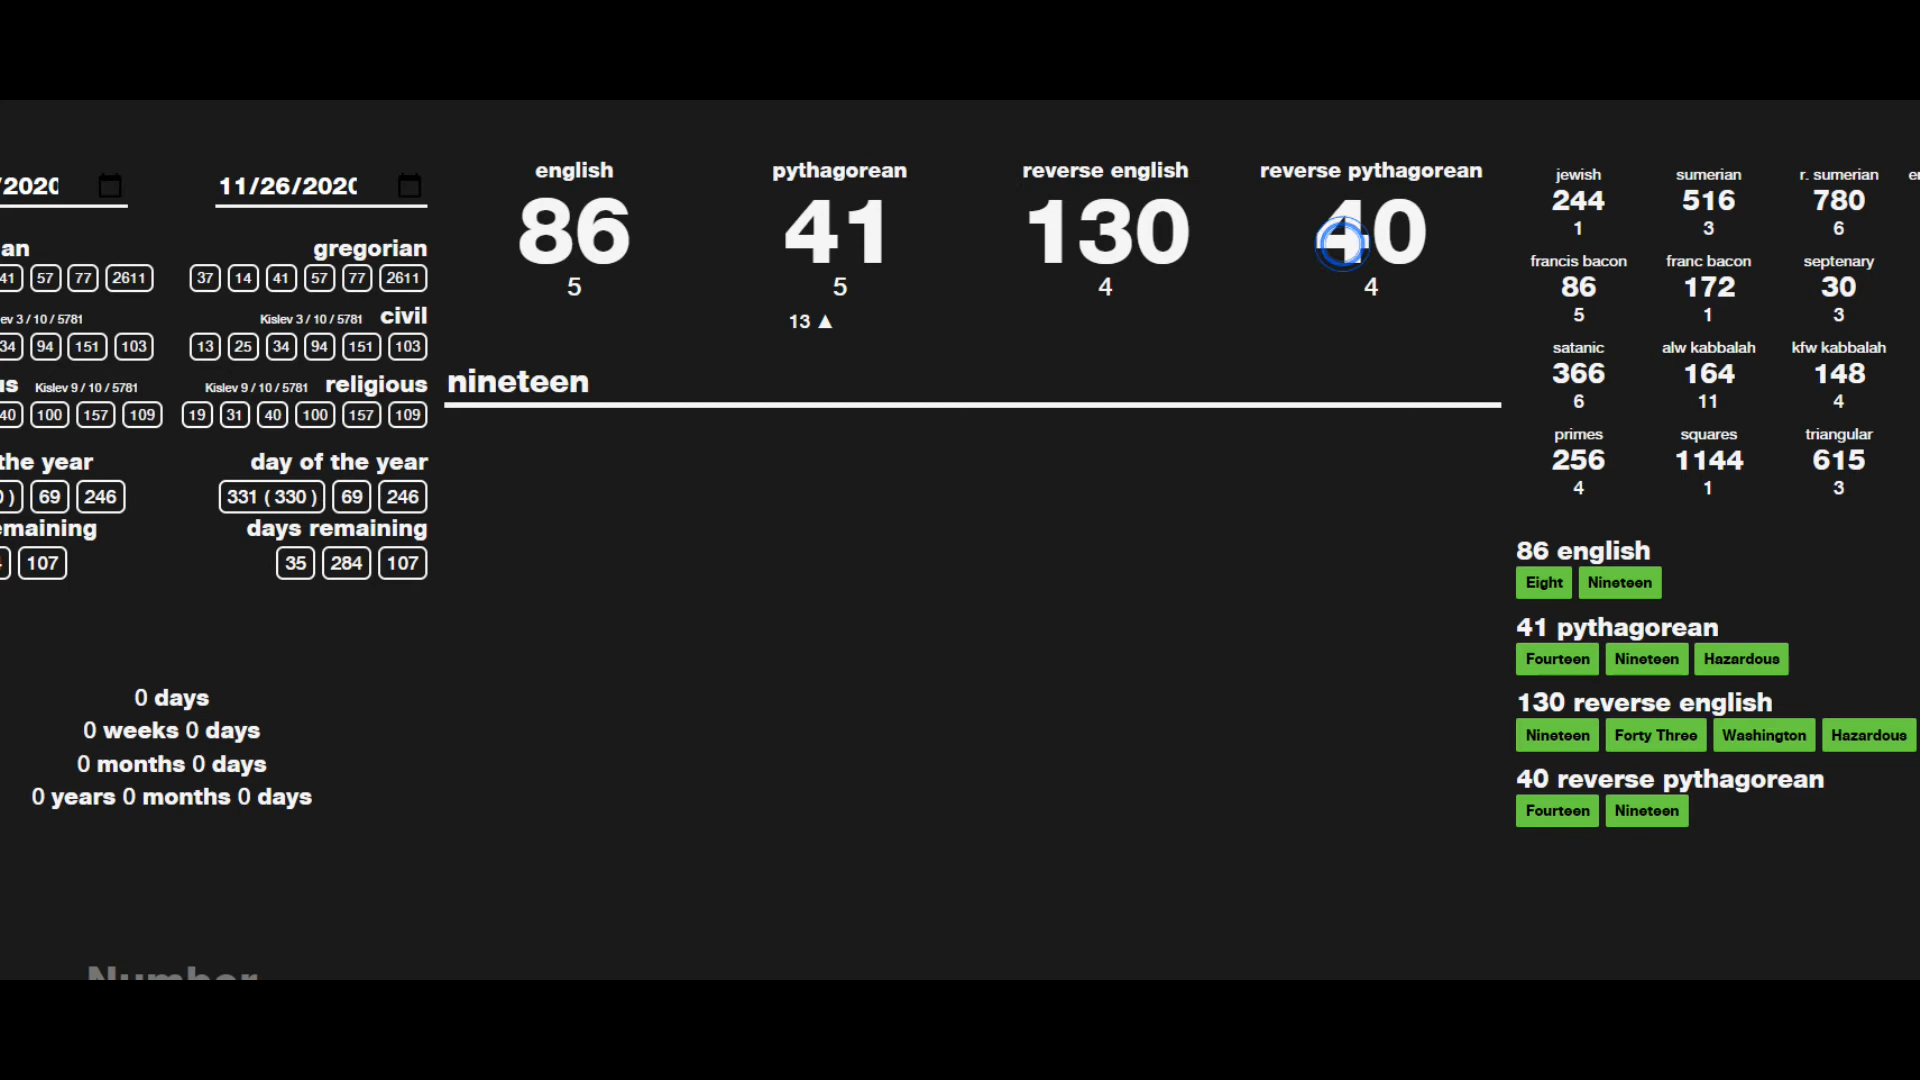 /2020
11/26/2020
english
pythagorean
reverse english
reverse pythagorean
86
41
130
40
5
5
4
4
13 ▲
nineteen
an
gregorian
41 57 77 2611
37 14 41 57 77 2611
ev 3 / 10 / 5781
Kislev 3 / 10 / 5781 civil
34 94 151 103
13 25 34 94 151 103
us Kislev 9 / 10 / 5781
Kislev 9 / 10 / 5781 religious
40 100 157 109
19 31 40 100 157 109
the year
day of the year
0 ) 69 246
331 ( 330 ) 69 246
emaining
days remaining
107
35 284 107
0 days
0 weeks 0 days
0 months 0 days
0 years 0 months 0 days
Number
jewish sumerian r. sumerian
244 516 780
1 3 6
francis bacon franc bacon septenary
86 172 30
5 1 3
satanic alw kabbalah kfw kabbalah
366 164 148
6 11 4
primes squares triangular
256 1144 615
4 1 3
86 english
Eight Nineteen
41 pythagorean
Fourteen Nineteen Hazardous
130 reverse english
Nineteen Forty Three Washington Hazardous
40 reverse pythagorean
Fourteen Nineteen